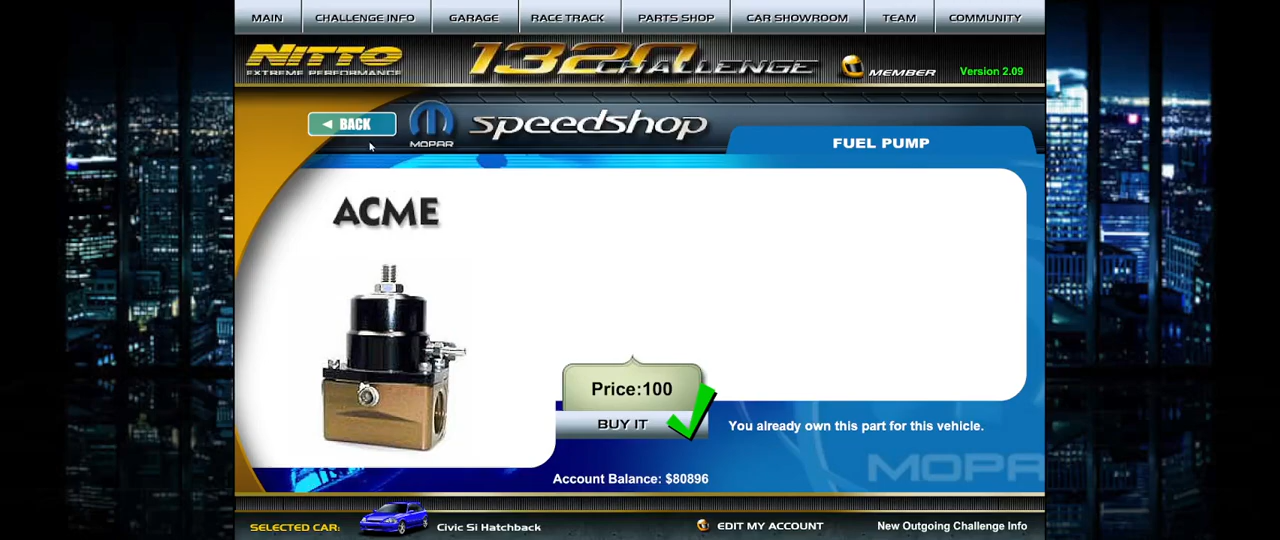 MAIN CHALLENGE INFO GARAGE RACE TRACK PARTS SHOP CAR SHOWROOM TEAM COMMUNITY
NITTO
EXTREME PERFORMANCE
1320 CHALLENGE
MEMBER
Version 2.09
BACK
MOPAR
speedshop
FUEL PUMP
ACME
Price:100
BUY IT
You already own this part for this vehicle.
MOPA
Account Balance: $80896
SELECTED CAR: Civic Si Hatchback EDIT MY ACCOUNT New Outgoing Challenge Info